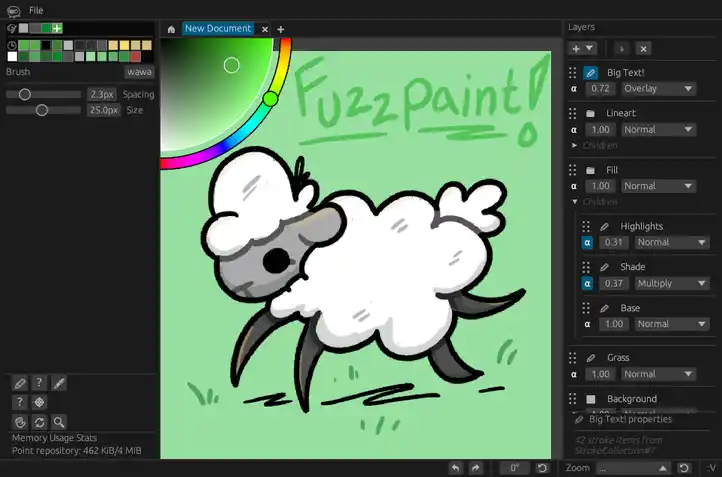 File
New Document
Layers
Brush
wawa
2.3px Spacing
25.0px Size
Fuzzpaint!
Big Text!
α 0.72 Overlay
Lineart
α 1.00 Normal
Children
Fill
α 1.00 Normal
Children
Highlights
α 0.31 Normal
Shade
α 0.37 Multiply
Base
α 1.00 Normal
Grass
α 1.00 Normal
Background
Big Text! properties
42 stroke items from
StrokeCollection#7
? 
?
Memory Usage Stats
Point repository: 462 KiB/4 MiB
0°
Zoom ...
:V